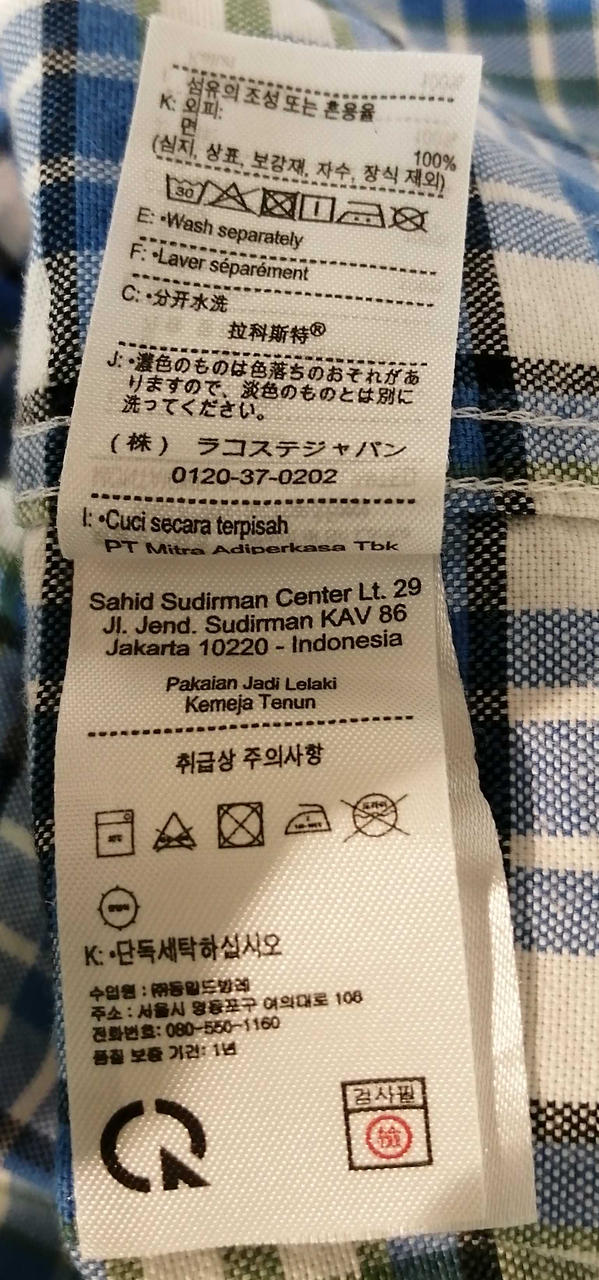 섬유의 조성 또는 혼용율
K: 외피:
면 100%
(심지, 상표, 보강재, 자수, 장식 제외)
30
E: •Wash separately
F: •Laver séparément
C: •分开水洗
拉科斯特®
J: •濃色のものは色落ちのおそれがあ
りますので、淡色のものとは別に
洗ってください。
(株) ラコステジャパン
0120-37-0202
I: •Cuci secara terpisah
PT Mitra Adiperkasa Tbk
Sahid Sudirman Center Lt. 29
Jl. Jend. Sudirman KAV 86
Jakarta 10220 - Indonesia
Pakaian Jadi Lelaki
Kemeja Tenun
취급상 주의사항
드라이
K: •단독세탁하십시오
수입원 : ㈜동일드방레
주소 : 서울시 영등포구 여의대로 108
전화번호: 080-550-1160
품질 보증 기간: 1년
검사필
檢